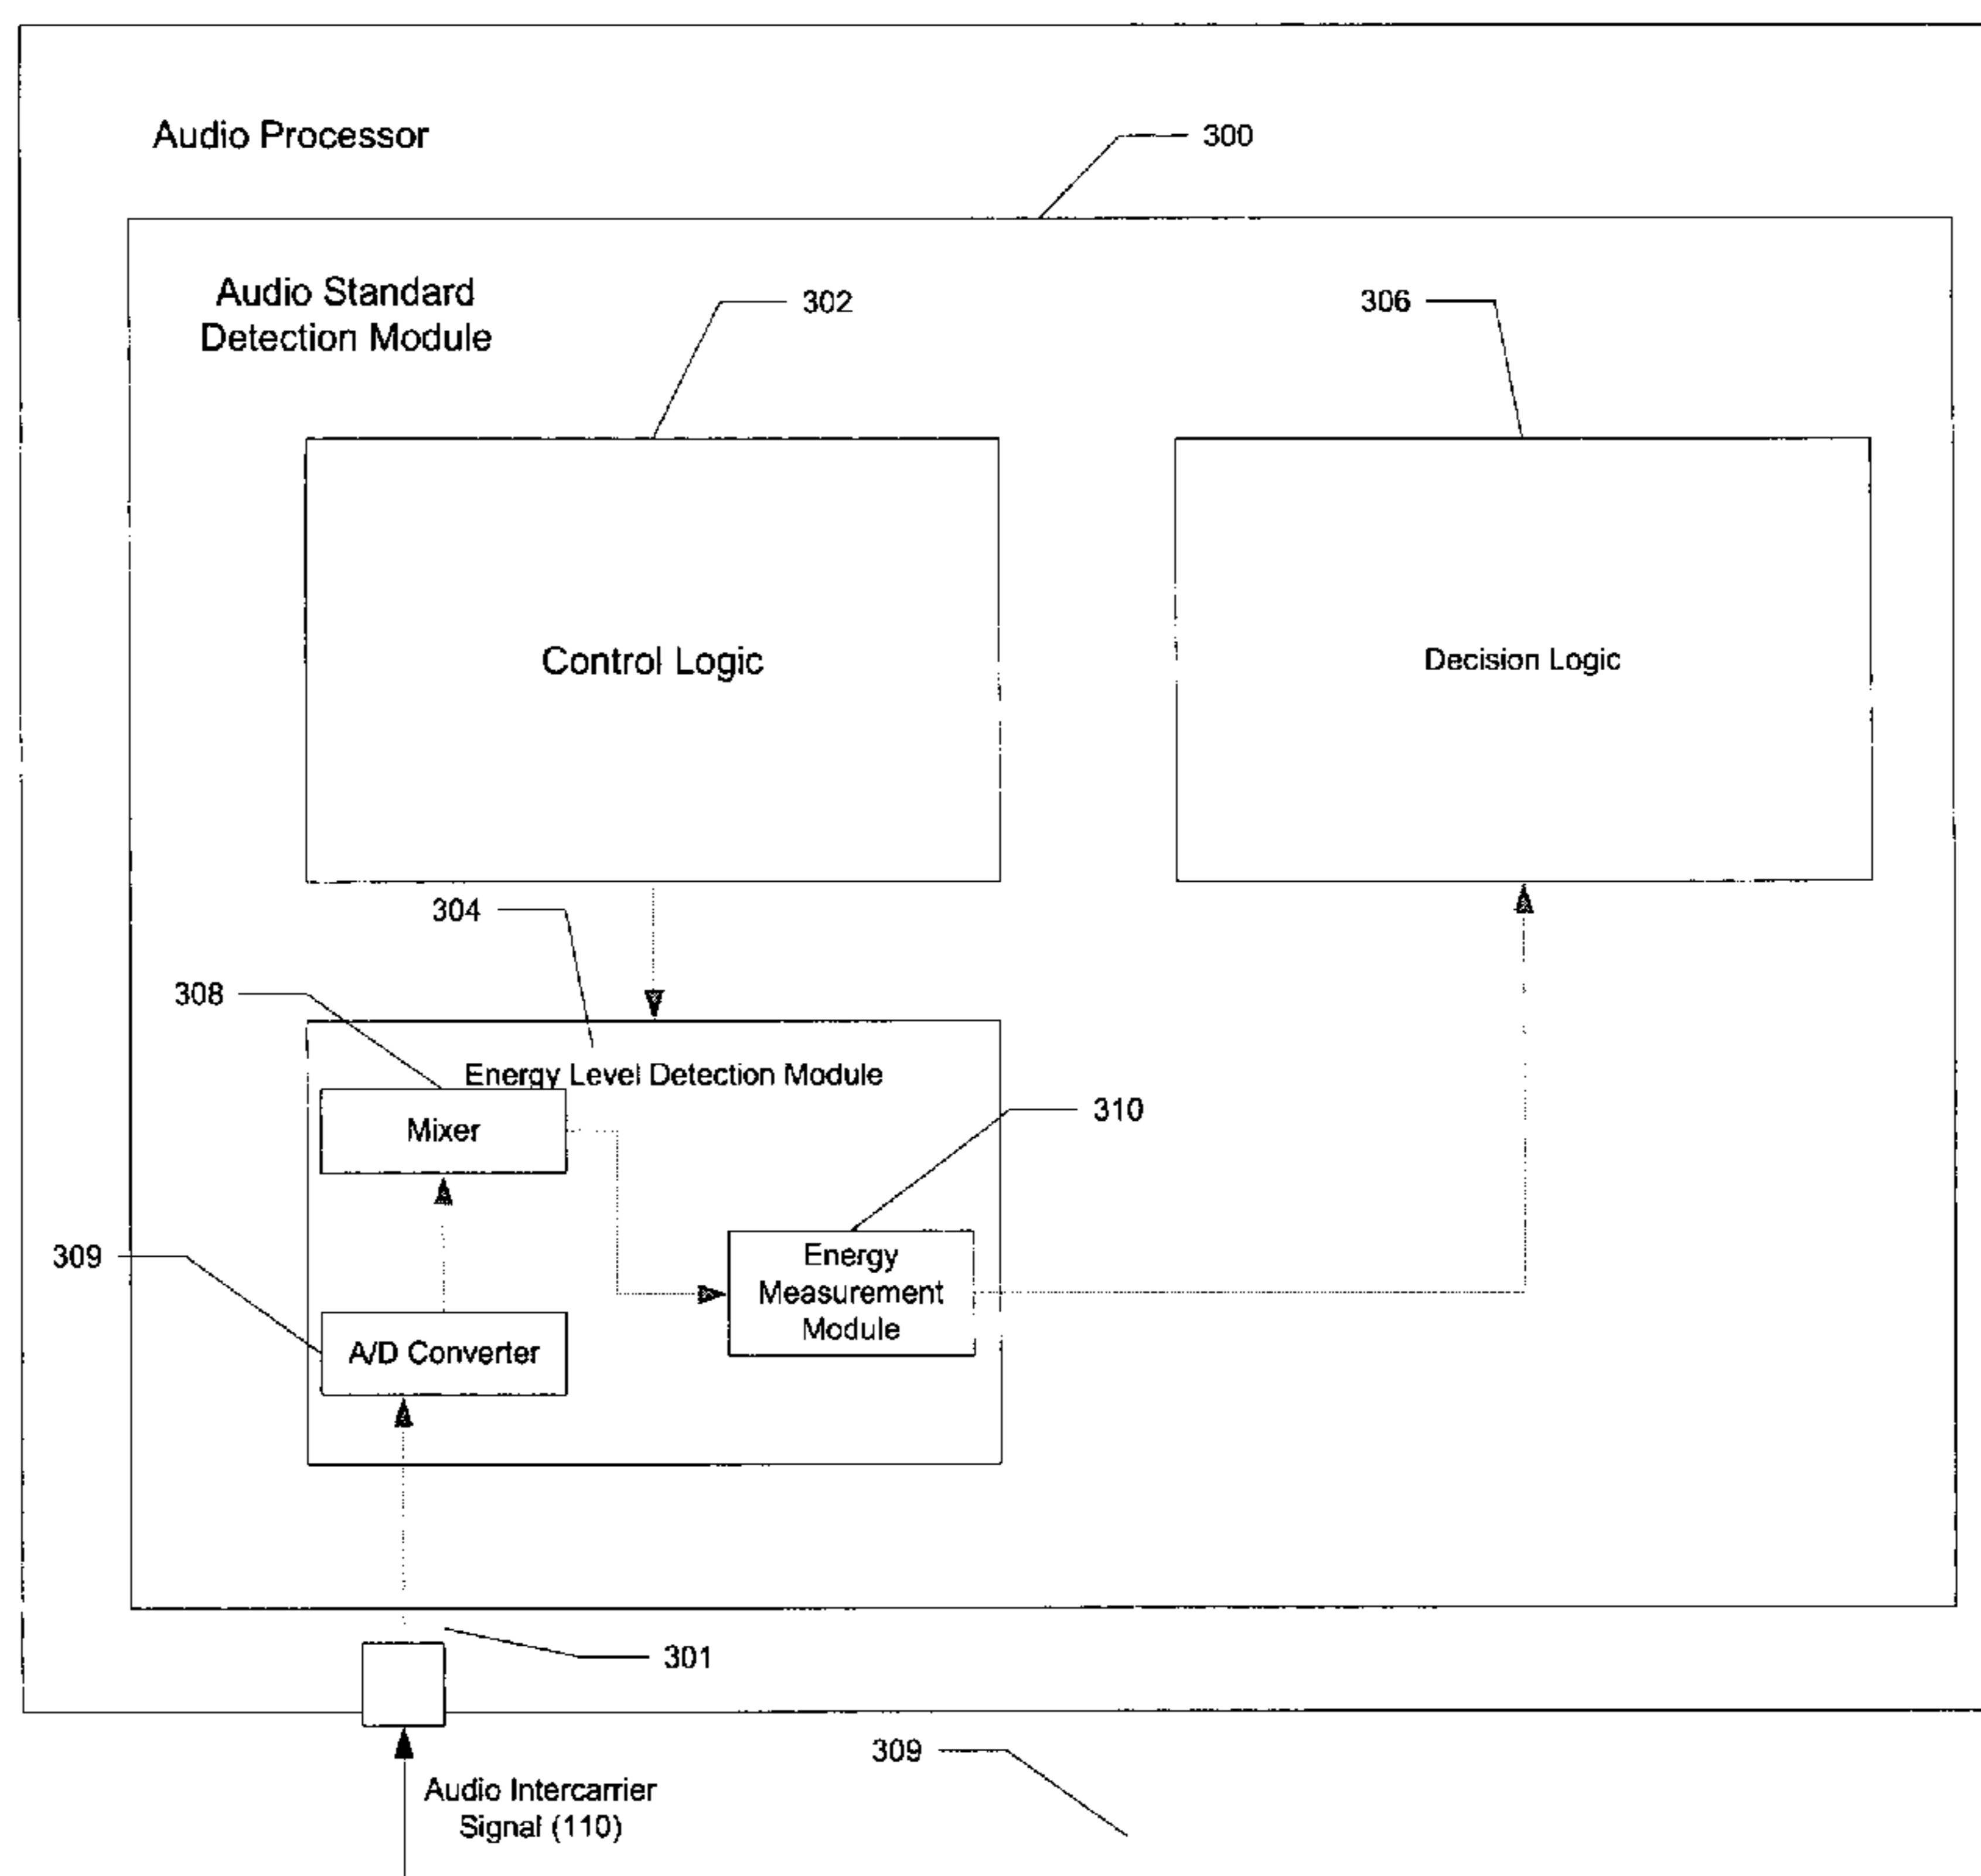 Audio Processor
300
Audio Standard
Detection Module
302
306
Control Logic
Decision Logic
304
308
Energy Level Detection Module
Mixer
310
309
Energy
Measurement
Module
A/D Converter
301
309
Audio Intercarrier
Signal (110)